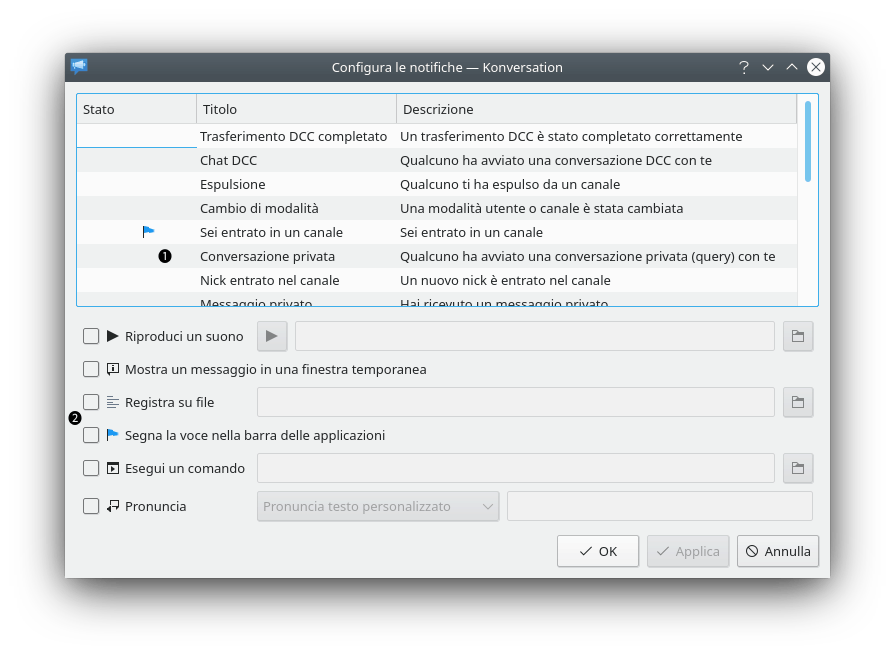 Configura le notifiche — Konversation
Stato Titolo Descrizione
Trasferimento DCC completato Un trasferimento DCC è stato completato correttamente
Chat DCC Qualcuno ha avviato una conversazione DCC con te
Espulsione Qualcuno ti ha espulso da un canale
Cambio di modalità Una modalità utente o canale è stata cambiata
Sei entrato in un canale Sei entrato in un canale
1 Conversazione privata Qualcuno ha avviato una conversazione privata (query) con te
Nick entrato nel canale Un nuovo nick è entrato nel canale
Messaggio privato Hai ricevuto un messaggio privato
Riproduci un suono
Mostra un messaggio in una finestra temporanea
Registra su file
2
Segna la voce nella barra delle applicazioni
Esegui un comando
Pronuncia Pronuncia testo personalizzato
OK Applica Annulla